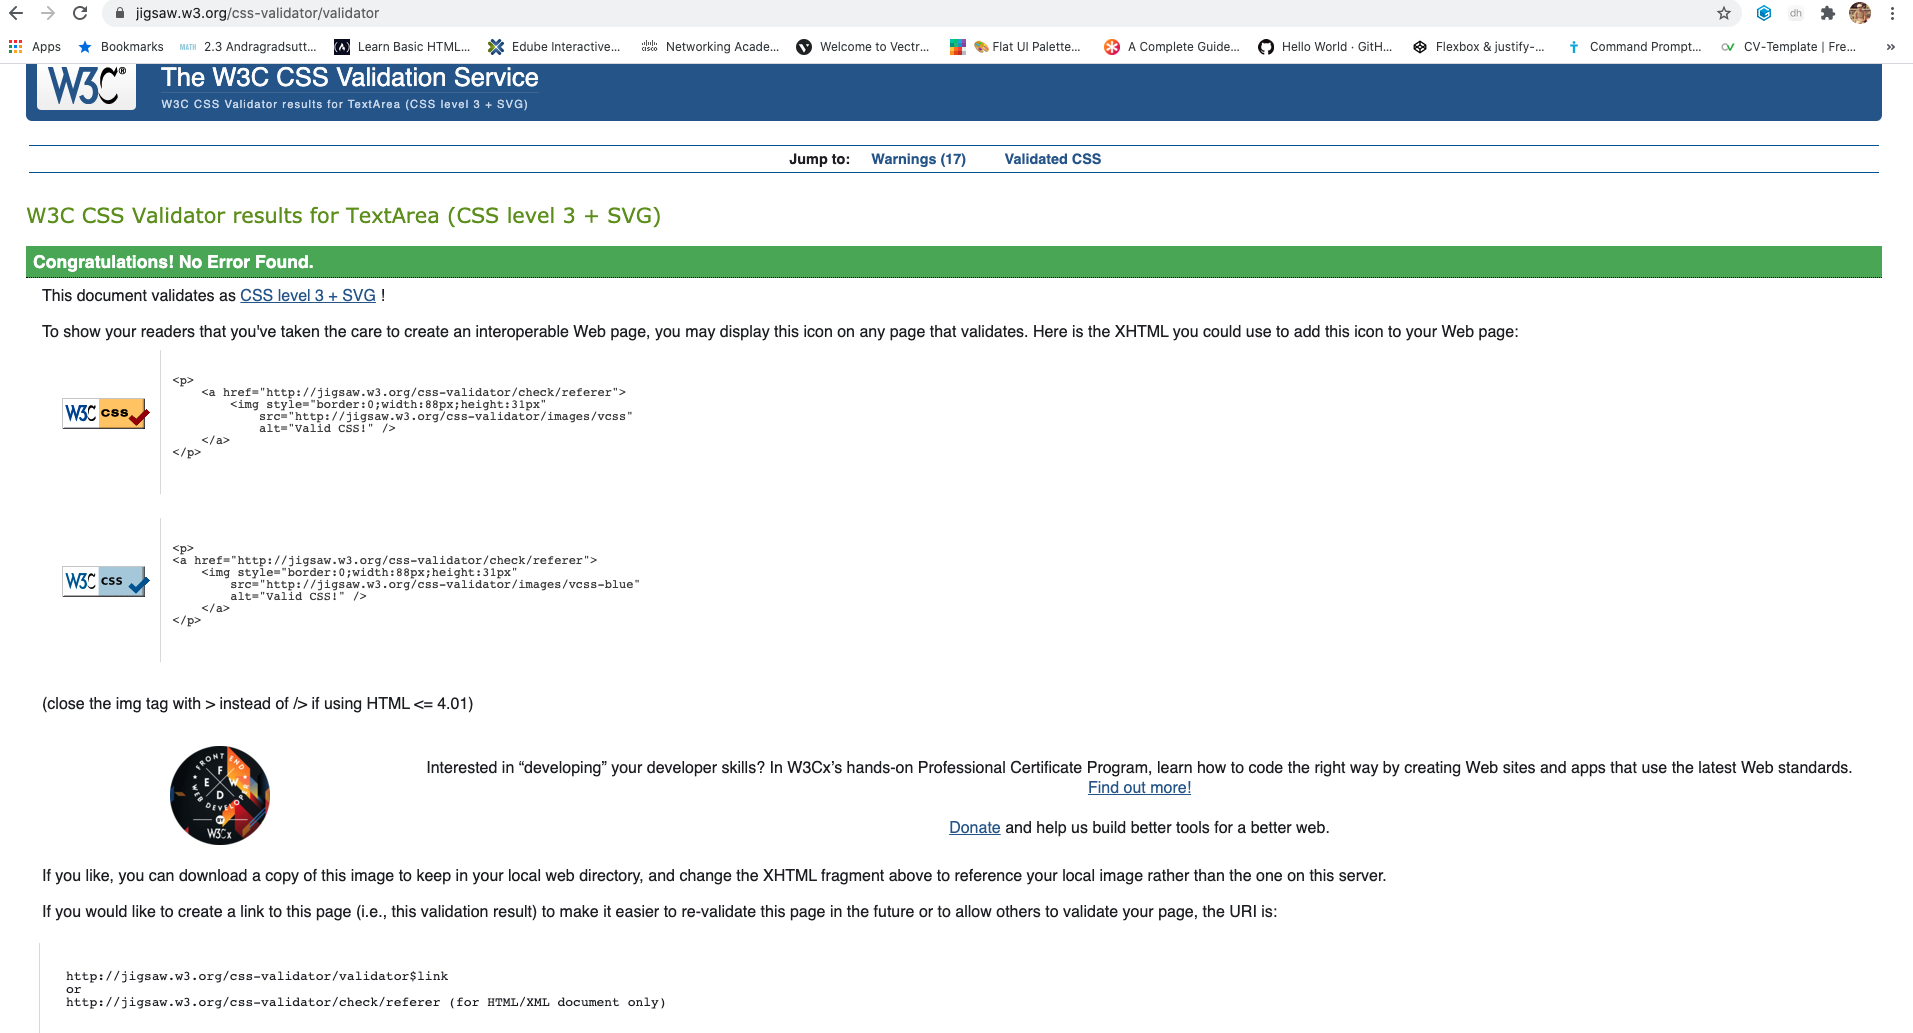 jigsaw.w3.org/css-validator/validator
dh
Apps Bookmarks MATH 2.3 Andragradsutt... (A) Learn Basic HTML... Edube Interactive... cisco Networking Acade... Welcome to Vectr... Flat UI Palette... A Complete Guide... Hello World · GitH... Flexbox & justify-... Command Prompt... CV-Template | Fre... »
W3C® The W3C CSS Validation Service
W3C CSS Validator results for TextArea (CSS level 3 + SVG)
Jump to: Warnings (17) Validated CSS
W3C CSS Validator results for TextArea (CSS level 3 + SVG)
Congratulations! No Error Found.
This document validates as CSS level 3 + SVG !
To show your readers that you've taken the care to create an interoperable Web page, you may display this icon on any page that validates. Here is the XHTML you could use to add this icon to your Web page:
W3C css
<p>
<a href="http://jigsaw.w3.org/css-validator/check/referer">
<img style="border:0;width:88px;height:31px"
src="http://jigsaw.w3.org/css-validator/images/vcss"
alt="Valid CSS!" />
</a>
</p>
W3C css
<p>
<a href="http://jigsaw.w3.org/css-validator/check/referer">
<img style="border:0;width:88px;height:31px"
src="http://jigsaw.w3.org/css-validator/images/vcss-blue"
alt="Valid CSS!" />
</a>
</p>
(close the img tag with > instead of /> if using HTML <= 4.01)
FRONT END
F
E W
D
WEB DEVELOPER
BY
W3Cx
Interested in “developing” your developer skills? In W3Cx’s hands-on Professional Certificate Program, learn how to code the right way by creating Web sites and apps that use the latest Web standards.
Find out more!
Donate and help us build better tools for a better web.
If you like, you can download a copy of this image to keep in your local web directory, and change the XHTML fragment above to reference your local image rather than the one on this server.
If you would like to create a link to this page (i.e., this validation result) to make it easier to re-validate this page in the future or to allow others to validate your page, the URI is:
http://jigsaw.w3.org/css-validator/validator$link
or
http://jigsaw.w3.org/css-validator/check/referer (for HTML/XML document only)